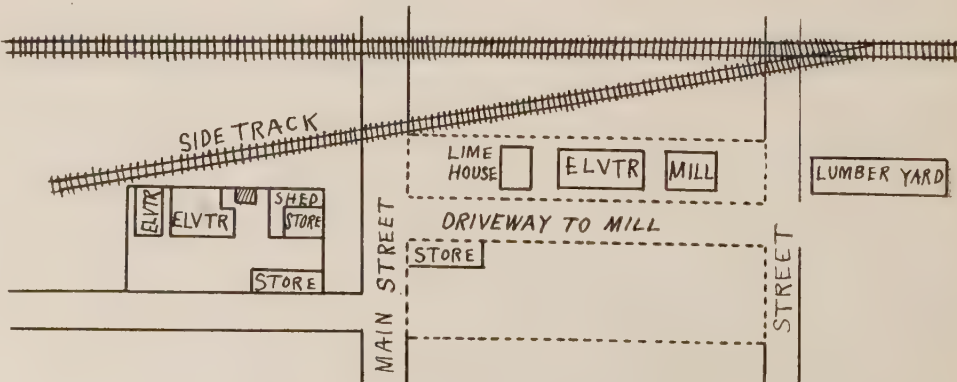 SIDE TRACK
LIME
HOUSE
ELVTR
MILL
LUMBER YARD
ELVTR
ELVTR
SHED
STORE
DRIVEWAY TO MILL
STORE
STORE
MAIN STREET
STREET